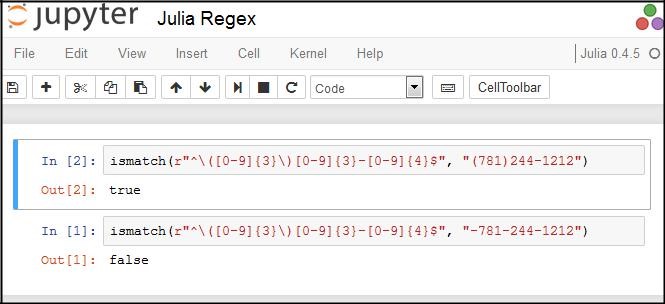 jupyter Julia Regex
File Edit View Insert Cell Kernel Help Julia 0.4.5
Code CellToolbar
In [2]: ismatch(r"^\([0-9]{3}\)[0-9]{3}-[0-9]{4}$", "(781)244-1212")
Out[2]: true
In [1]: ismatch(r"^\([0-9]{3}\)[0-9]{3}-[0-9]{4}$", "-781-244-1212")
Out[1]: false